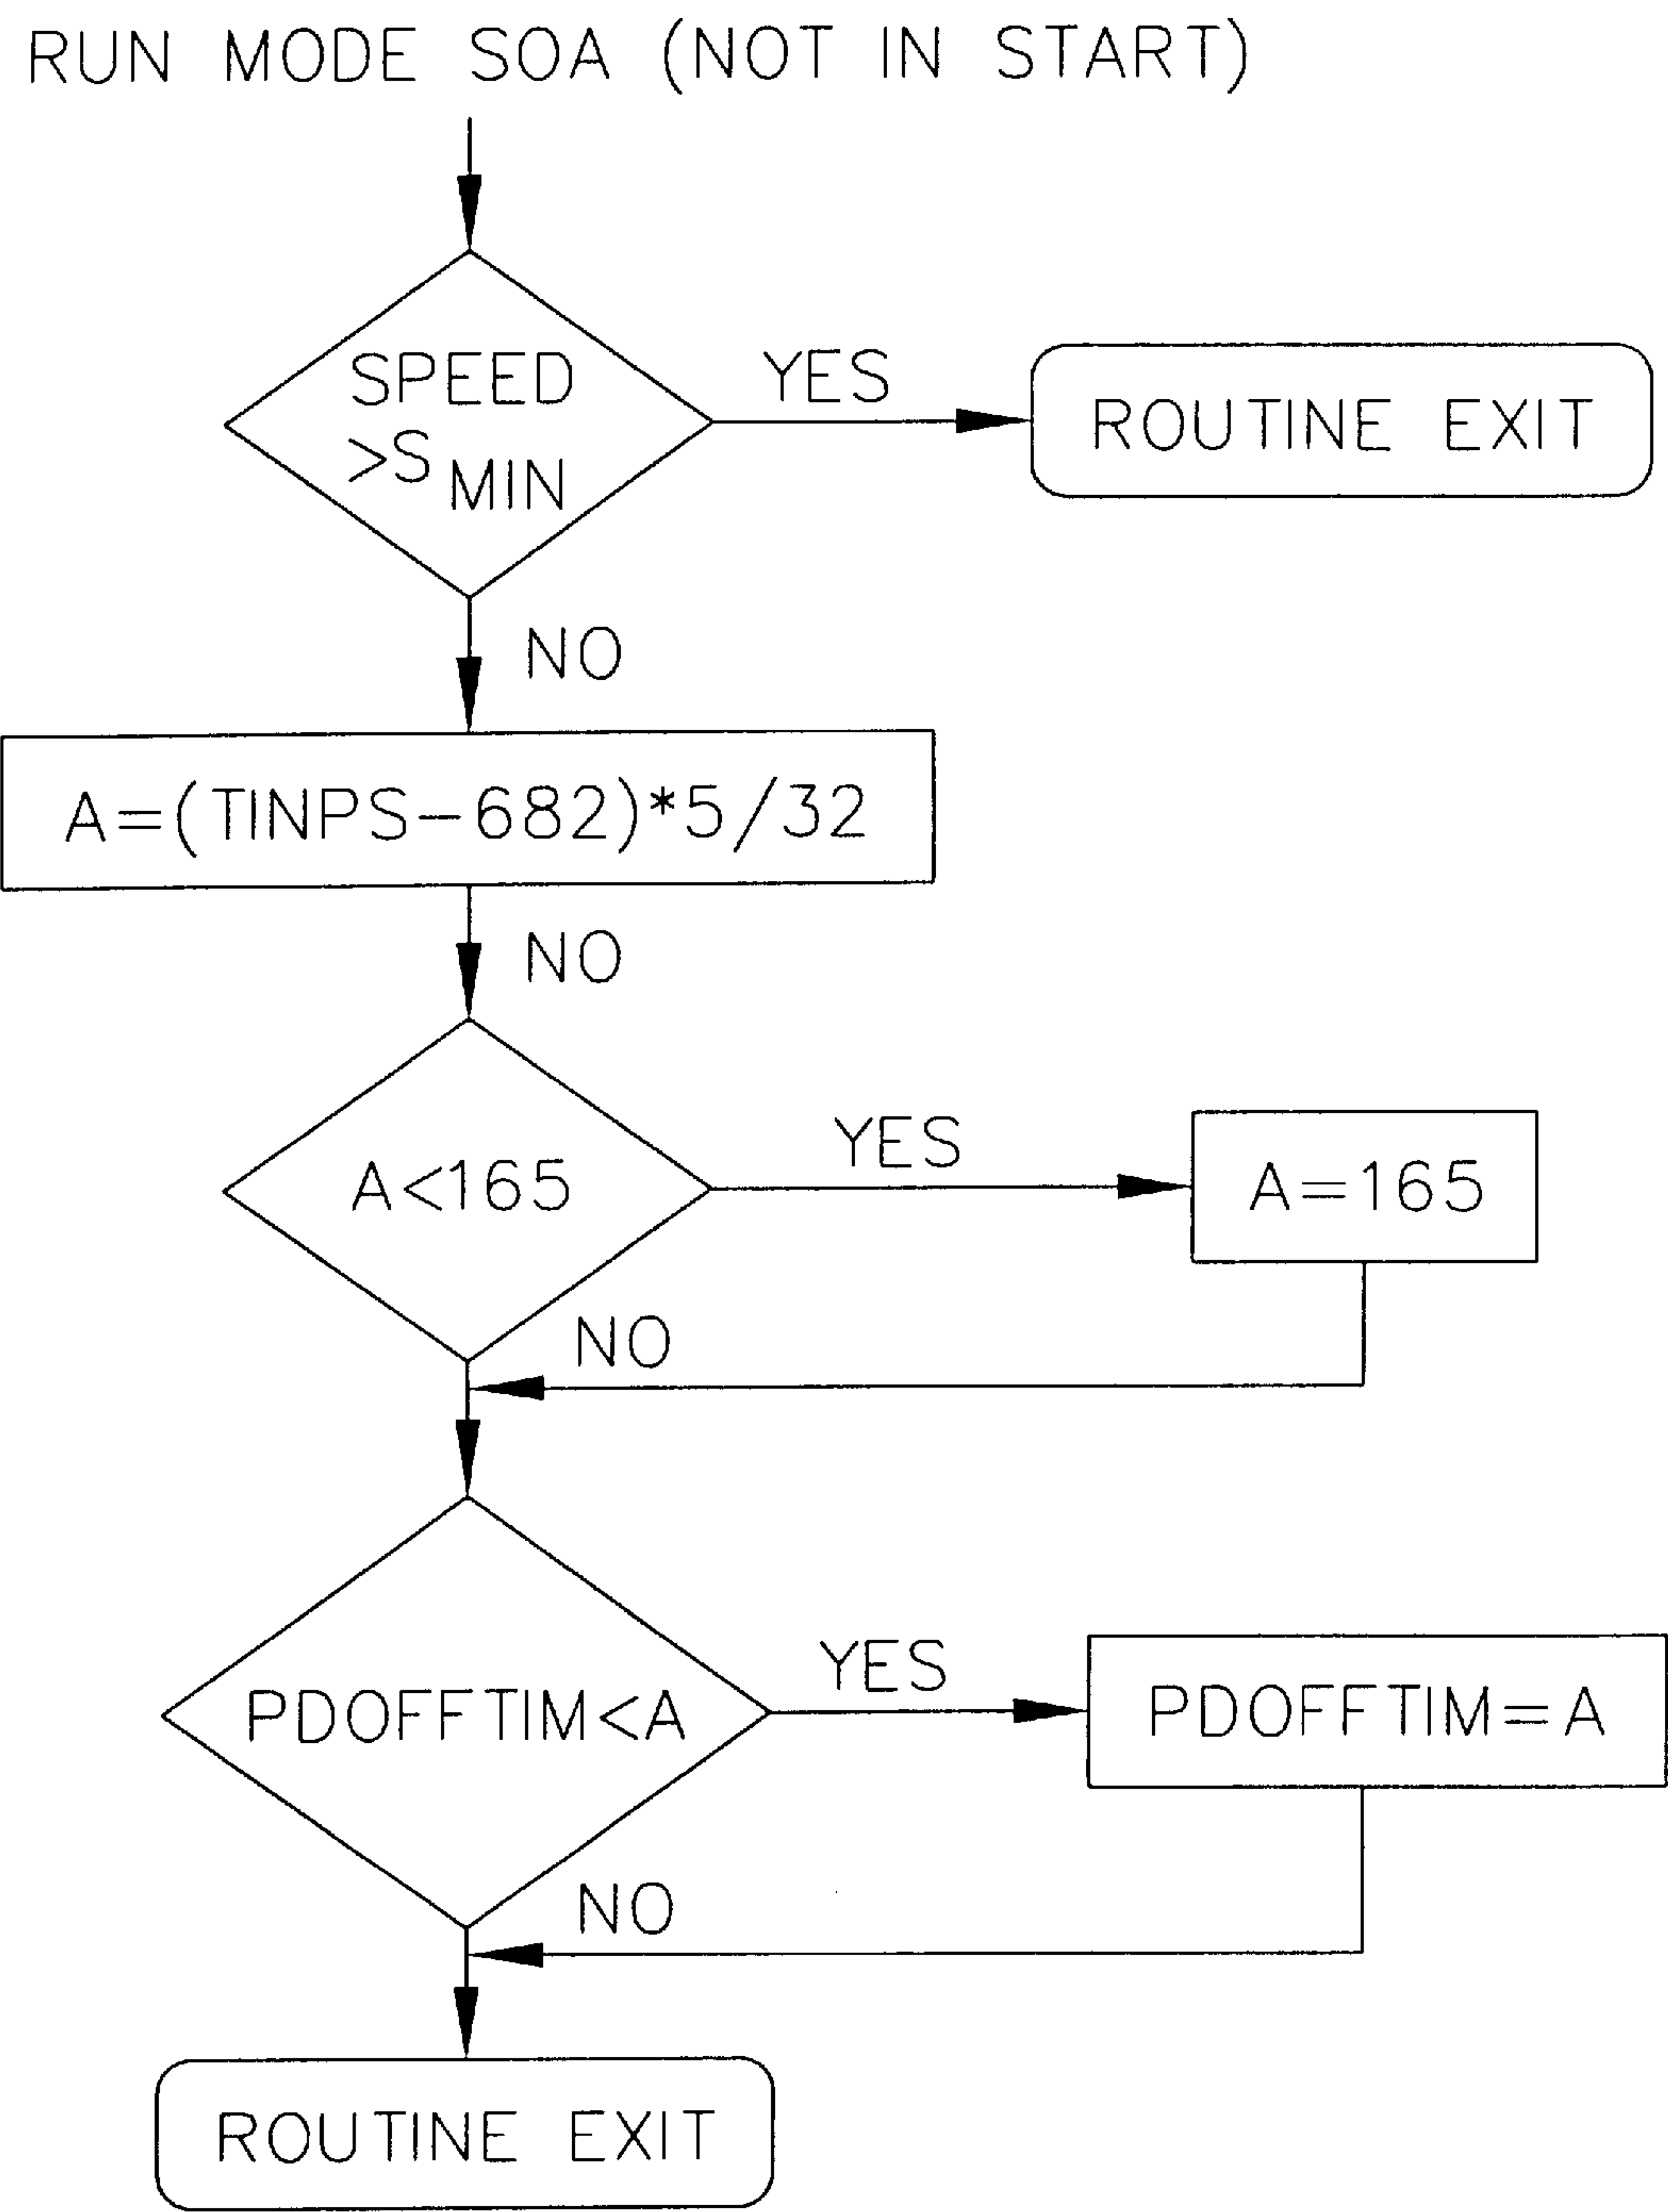 RUN MODE SOA (NOT IN START)
SPEED
>S MIN
YES
ROUTINE EXIT
NO
A=(TINPS-682)*5/32
NO
A<165
YES
A=165
NO
PDOFFTIM<A
YES
PDOFFTIM=A
NO
ROUTINE EXIT